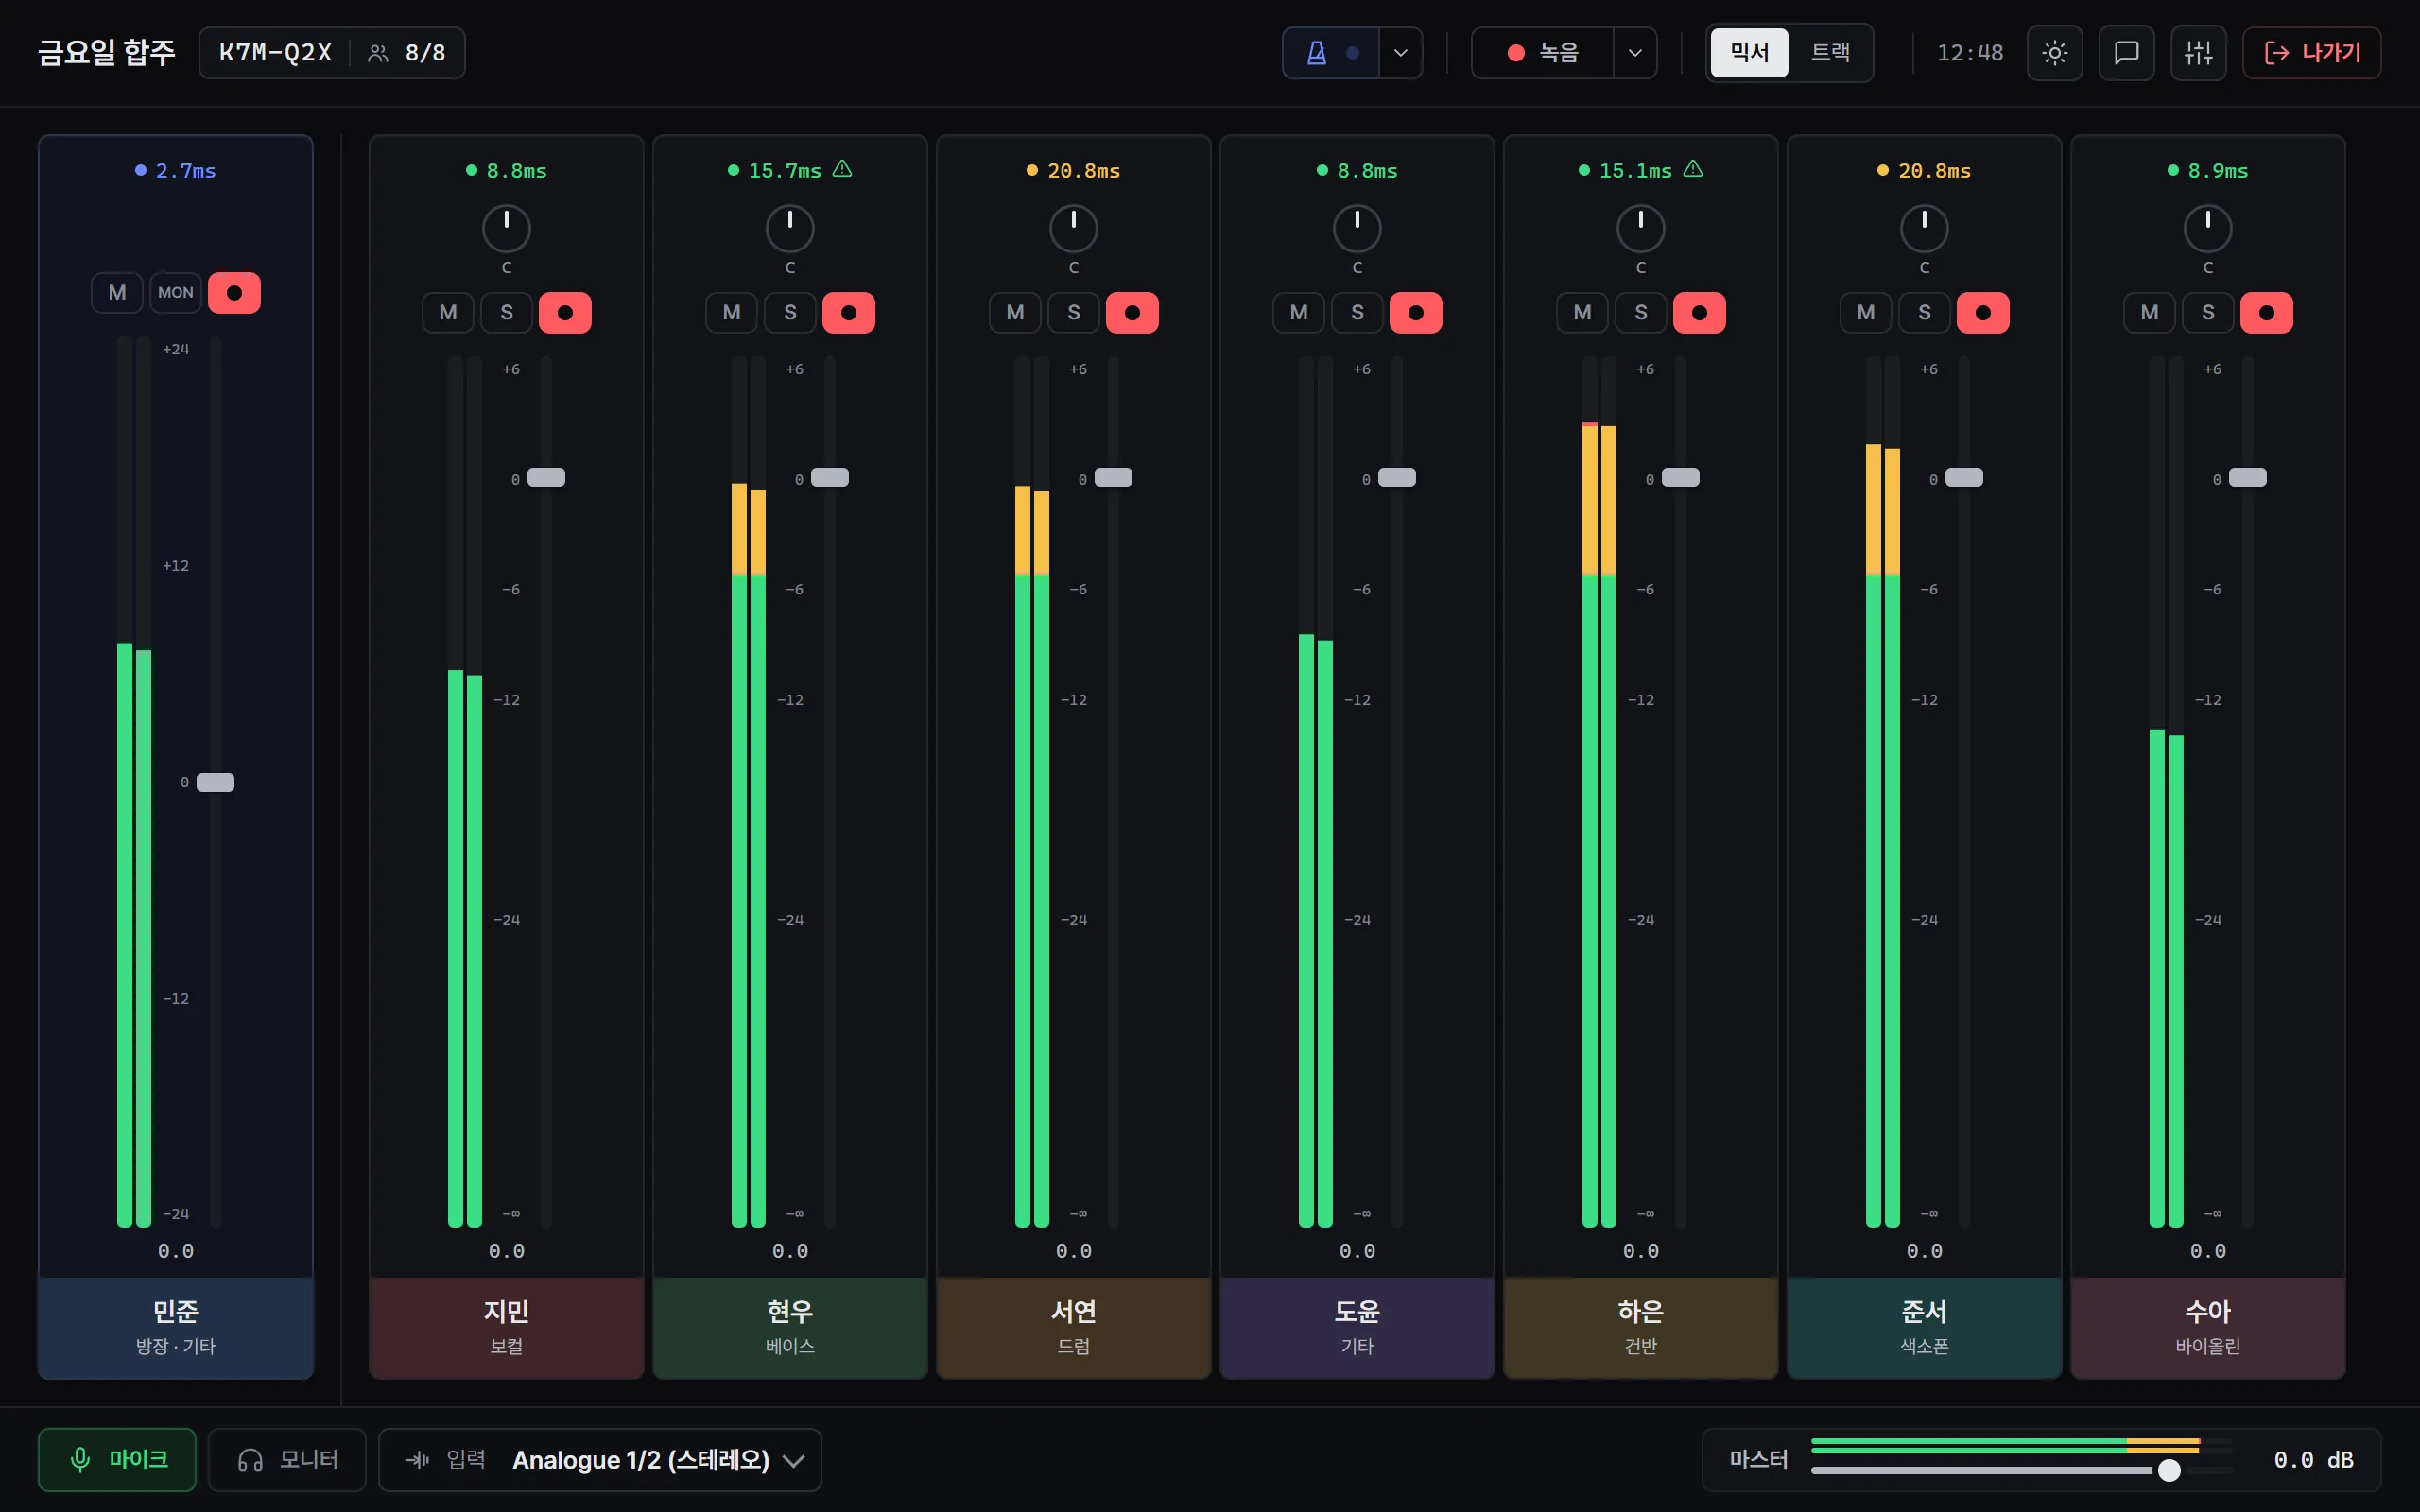 금요일 합주 K7M-Q2X 8/8 녹음 믹서 트랙 12:48 나가기
2.7ms
M MON
+24
+12
0
−12
−24
0.0
민준
방장 · 기타
8.8ms
C
M S
+6
0
−6
−12
−24
−∞
0.0
지민
보컬
15.7ms
C
M S
+6
0
−6
−12
−24
−∞
0.0
현우
베이스
20.8ms
C
M S
+6
0
−6
−12
−24
−∞
0.0
서연
드럼
8.8ms
C
M S
+6
0
−6
−12
−24
−∞
0.0
도윤
기타
15.1ms
C
M S
+6
0
−6
−12
−24
−∞
0.0
하은
건반
20.8ms
C
M S
+6
0
−6
−12
−24
−∞
0.0
준서
색소폰
8.9ms
C
M S
+6
0
−6
−12
−24
−∞
0.0
수아
바이올린
마이크 모니터 입력 Analogue 1/2 (스테레오) 마스터 0.0 dB